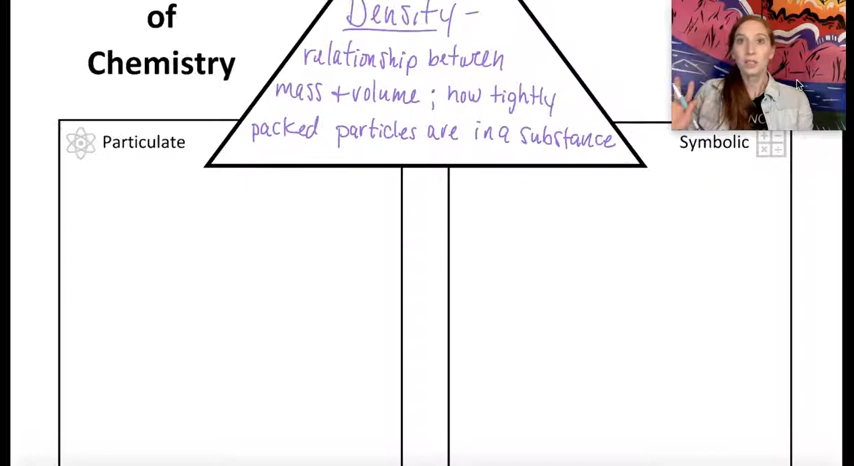 of
Chemistry
Density -
relationship between
mass + volume ; how tightly
packed particles are in a substance
Particulate
Symbolic